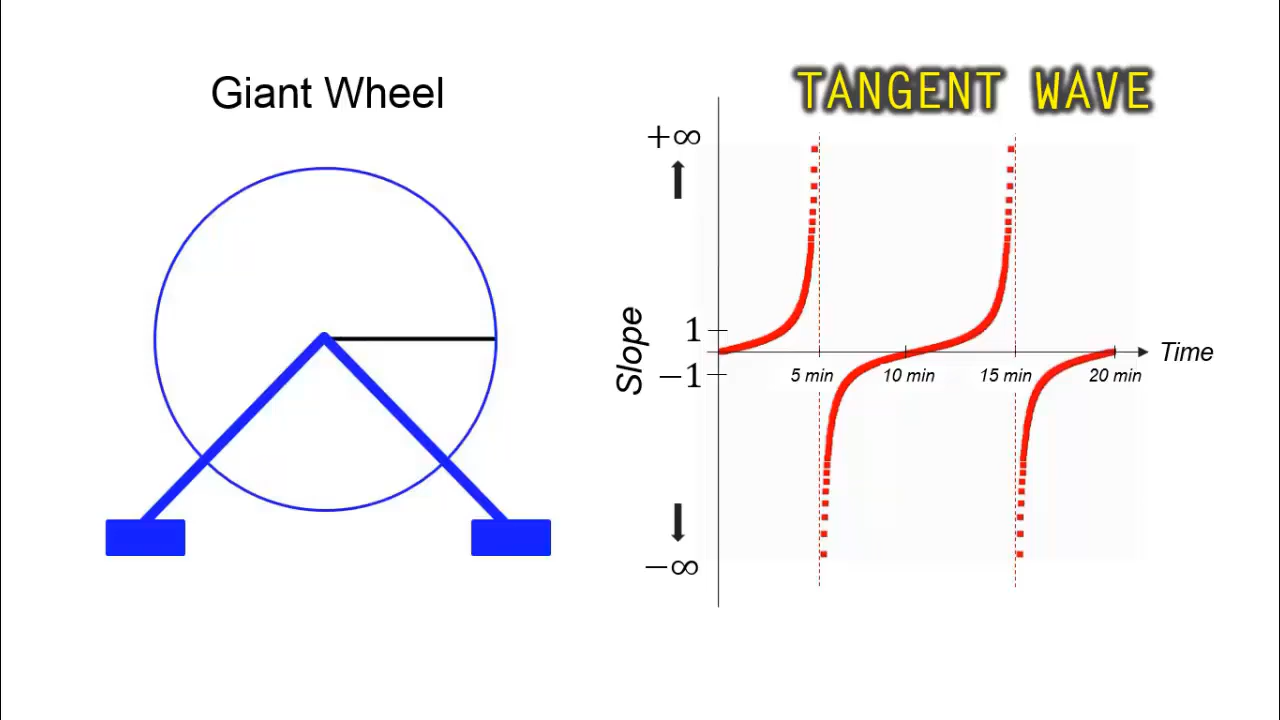 Giant Wheel
TANGENT WAVE
+∞
Slope
1
−1
−∞
5 min
10 min
15 min
20 min
Time